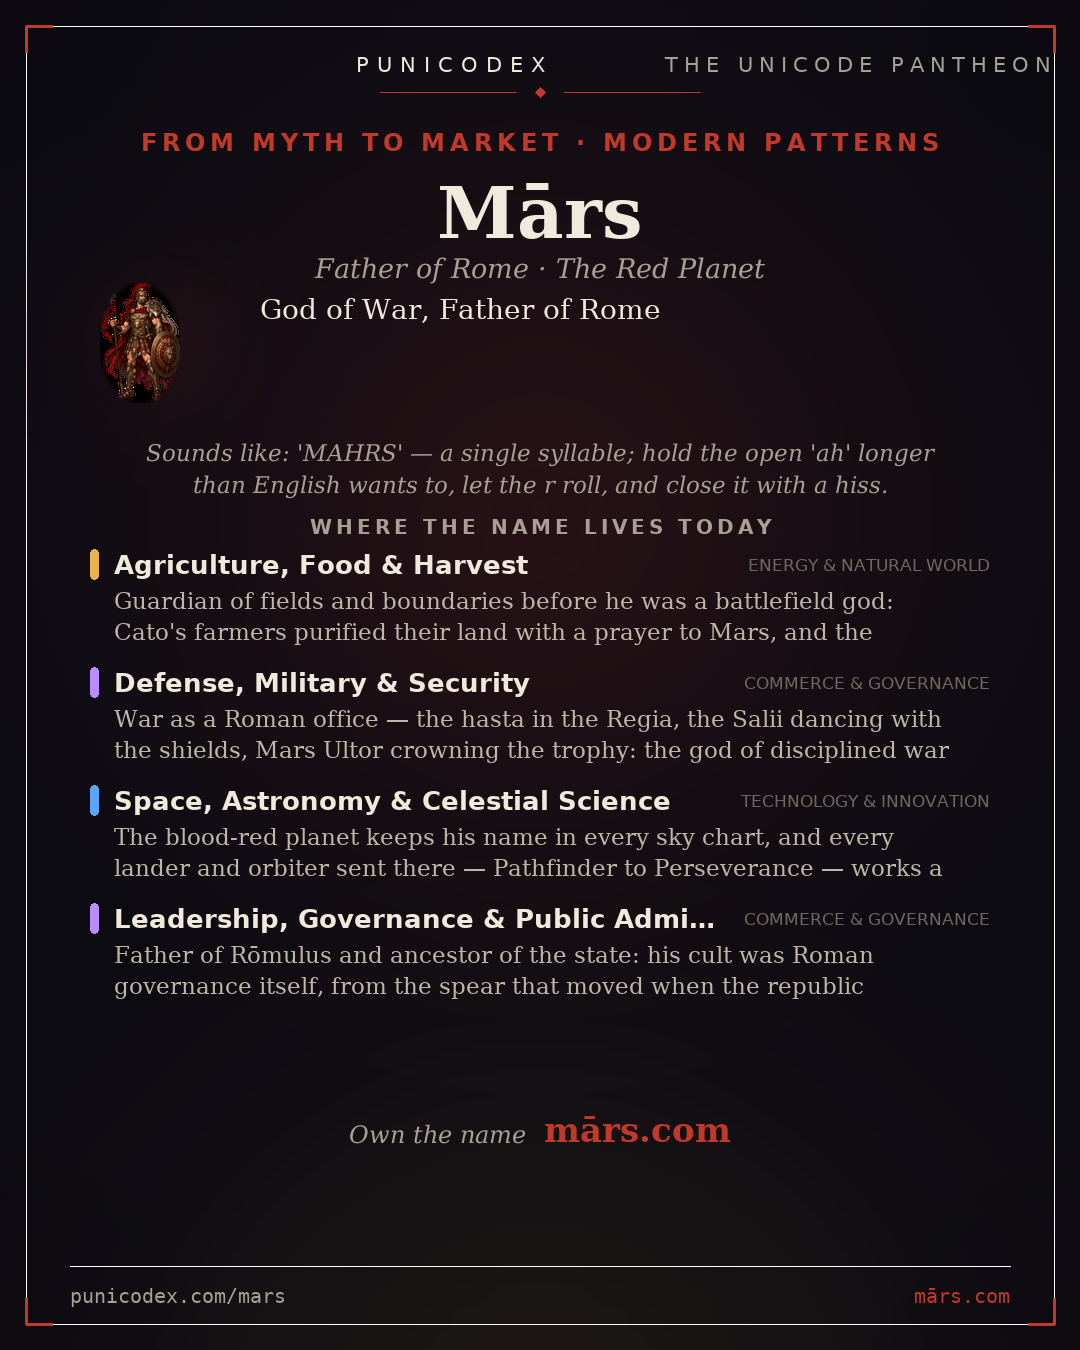 PUNICODEX THE UNICODE PANTHEON
FROM MYTH TO MARKET · MODERN PATTERNS
Mārs
Father of Rome · The Red Planet
God of War, Father of Rome
Sounds like: 'MAHRS' — a single syllable; hold the open 'ah' longer
than English wants to, let the r roll, and close it with a hiss.
WHERE THE NAME LIVES TODAY
Agriculture, Food & Harvest ENERGY & NATURAL WORLD
Guardian of fields and boundaries before he was a battlefield god:
Cato's farmers purified their land with a prayer to Mars, and the
Defense, Military & Security COMMERCE & GOVERNANCE
War as a Roman office — the hasta in the Regia, the Salii dancing with
the shields, Mars Ultor crowning the trophy: the god of disciplined war
Space, Astronomy & Celestial Science TECHNOLOGY & INNOVATION
The blood-red planet keeps his name in every sky chart, and every
lander and orbiter sent there — Pathfinder to Perseverance — works a
Leadership, Governance & Public Admi… COMMERCE & GOVERNANCE
Father of Rōmulus and ancestor of the state: his cult was Roman
governance itself, from the spear that moved when the republic
Own the name mārs.com
punicodex.com/mars mārs.com